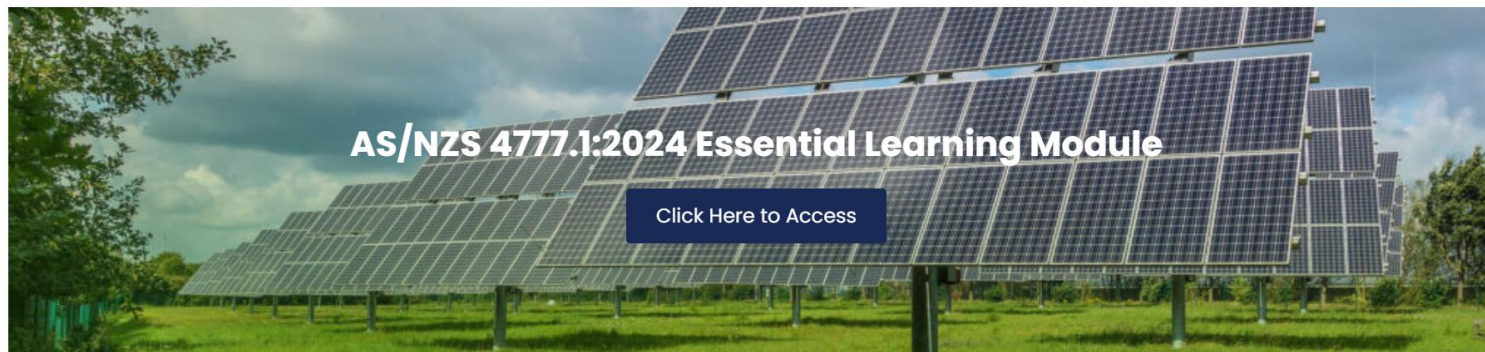 AS/NZS 4777.1:2024 Essential Learning Module
Click Here to Access